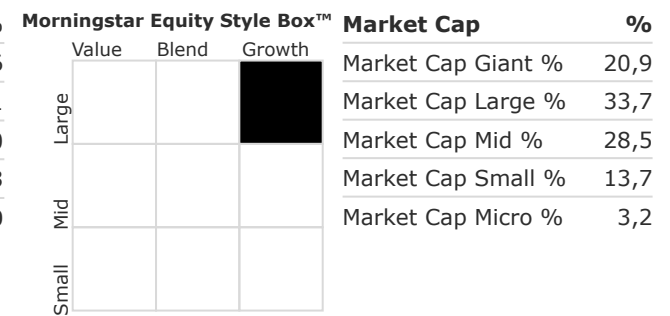 Morningstar Equity Style Box™
Value Blend Growth
Large
Mid
Small
Market Cap %
Market Cap Giant % 20,9
Market Cap Large % 33,7
Market Cap Mid % 28,5
Market Cap Small % 13,7
Market Cap Micro % 3,2